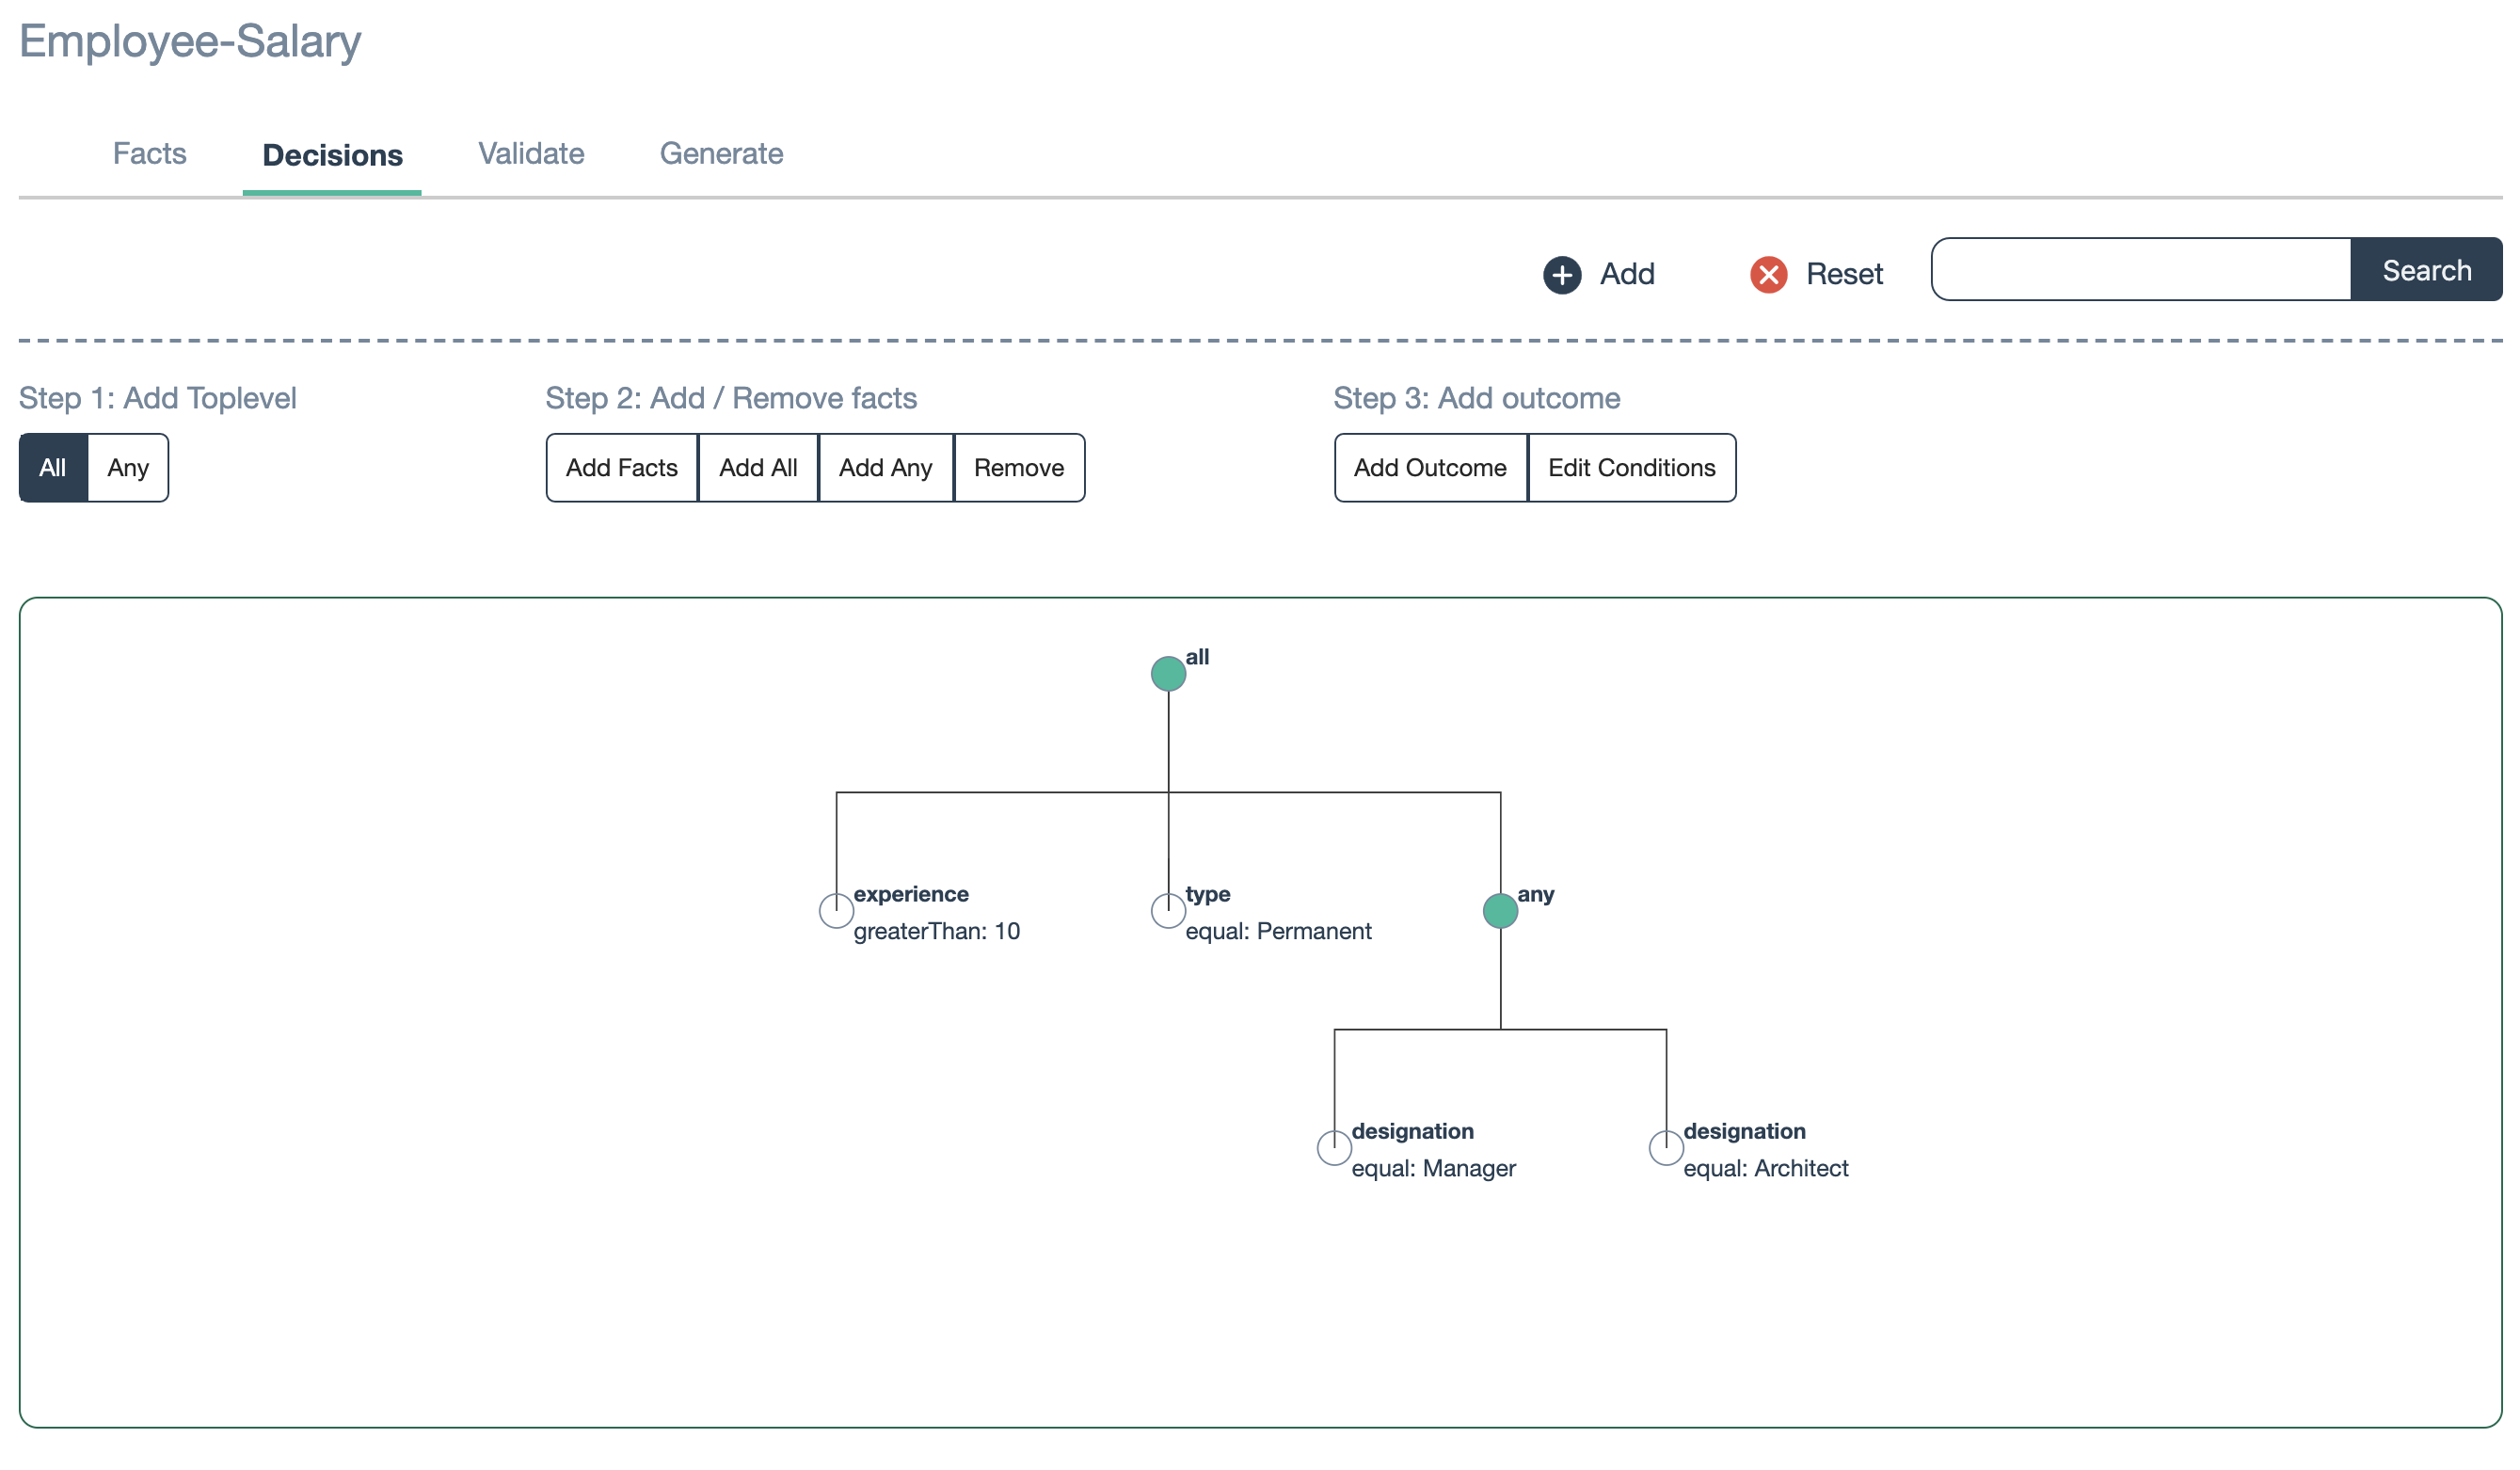 Employee-Salary
Facts Decisions Validate Generate
Add Reset Search
Step 1: Add Toplevel Step 2: Add / Remove facts Step 3: Add outcome
All Any Add Facts Add All Add Any Remove Add Outcome Edit Conditions
all
experience type any
greaterThan: 10 equal: Permanent
designation designation
equal: Manager equal: Architect